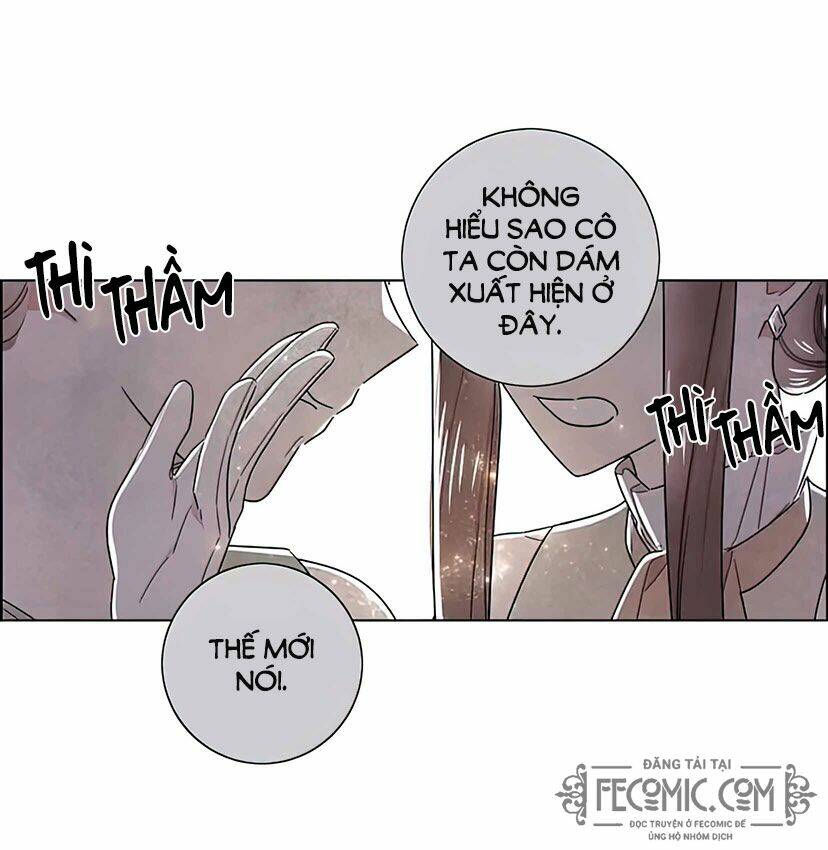 KHÔNG
HIỂU SAO CÔ
TA CÒN DÁM
XUẤT HIỆN Ở
ĐÂY.
THÌ THẦM
THÌ THẦM
THẾ MỚI
NÓI.
ĐĂNG TẢI TẠI
FECOMIC.COM
ĐỌC TRUYỆN Ở FECOMIC ĐỂ
ỦNG HỘ NHÓM DỊCH